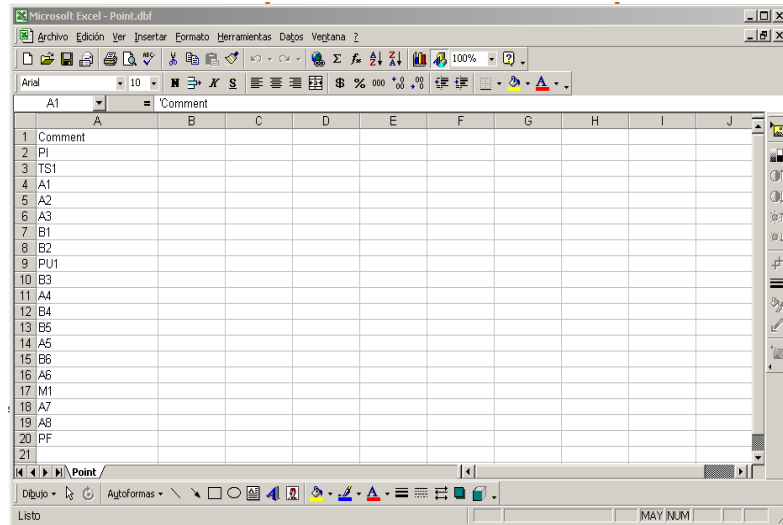 Microsoft Excel - Point.dbf
Archivo Edición Ver Insertar Formato Herramientas Datos Ventana ?
100%
Arial 10 N K S $ % 000
A1 = 'Comment
A B C D E F G H I J
1 Comment
2 PI
3 TS1
4 A1
5 A2
6 A3
7 B1
8 B2
9 PU1
10 B3
11 A4
12 B4
13 B5
14 A5
15 B6
16 A6
17 M1
18 A7
19 A8
20 PF
21
Point
Dibujo Autoformas
Listo MAY NUM